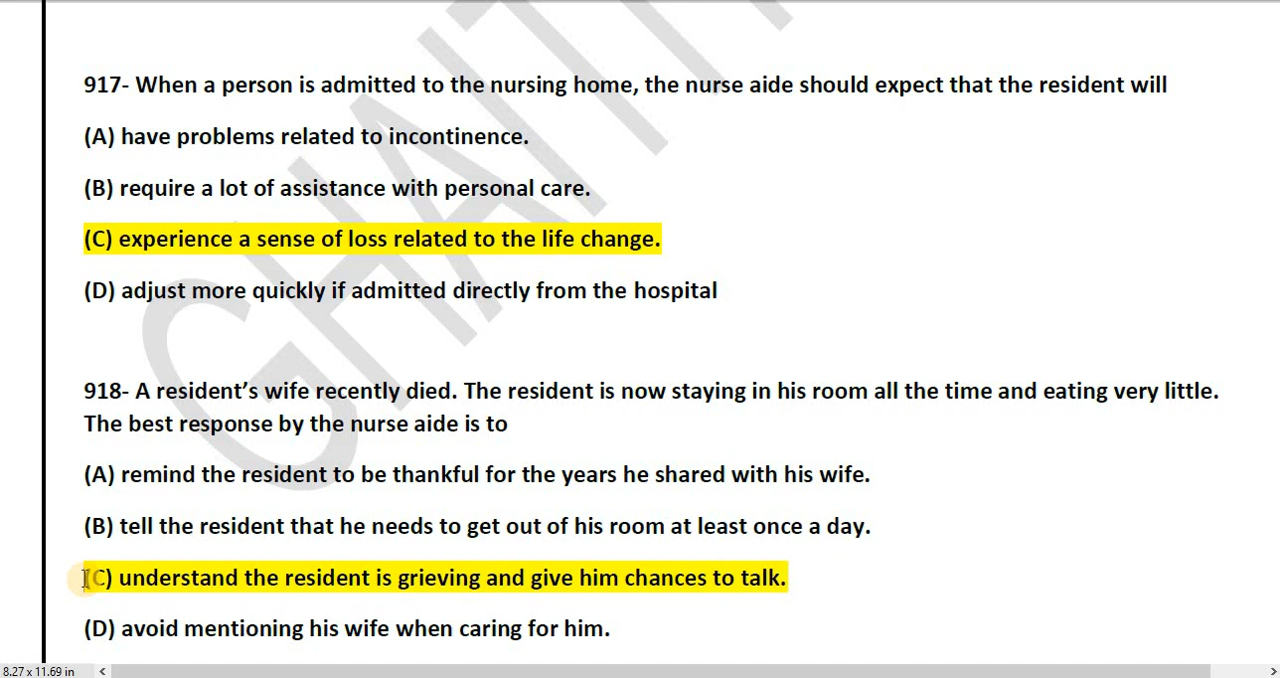 917- When a person is admitted to the nursing home, the nurse aide should expect that the resident will
(A) have problems related to incontinence.
(B) require a lot of assistance with personal care.
(C) experience a sense of loss related to the life change.
(D) adjust more quickly if admitted directly from the hospital
918- A resident’s wife recently died. The resident is now staying in his room all the time and eating very little.
The best response by the nurse aide is to
(A) remind the resident to be thankful for the years he shared with his wife.
(B) tell the resident that he needs to get out of his room at least once a day.
(C) understand the resident is grieving and give him chances to talk.
(D) avoid mentioning his wife when caring for him.
8.27 x 11.69 in